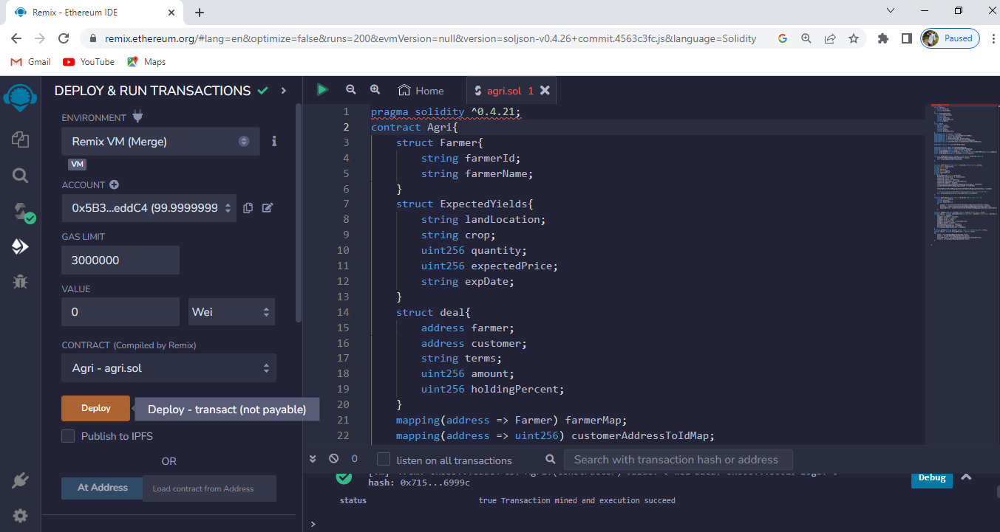 Remix - Ethereum IDE
remix.ethereum.org/#lang=en&optimize=false&runs=200&evmVersion=null&version=soljson-v0.4.26+commit.4563c3fc.js&language=Solidity
Paused
Gmail YouTube Maps
DEPLOY & RUN TRANSACTIONS
ENVIRONMENT
Remix VM (Merge)
VM
ACCOUNT
0x5B3...eddC4 (99.9999999
GAS LIMIT
3000000
VALUE
0 Wei
CONTRACT (Compiled by Remix)
Agri - agri.sol
Deploy
Deploy - transact (not payable)
Publish to IPFS
OR
At Address Load contract from Address
Home agri.sol 1
1 pragma solidity ^0.4.21;
2 contract Agri{
3 struct Farmer{
4 string farmerId;
5 string farmerName;
6 }
7 struct ExpectedYields{
8 string landLocation;
9 string crop;
10 uint256 quantity;
11 uint256 expectedPrice;
12 string expDate;
13 }
14 struct deal{
15 address farmer;
16 address customer;
17 string terms;
18 uint256 amount;
19 uint256 holdingPercent;
20 }
21 mapping(address => Farmer) farmerMap;
22 mapping(address => uint256) customerAddressToIdMap;
0 listen on all transactions Search with transaction hash or address
hash: 0x715...6999c
Debug
status true Transaction mined and execution succeed
>